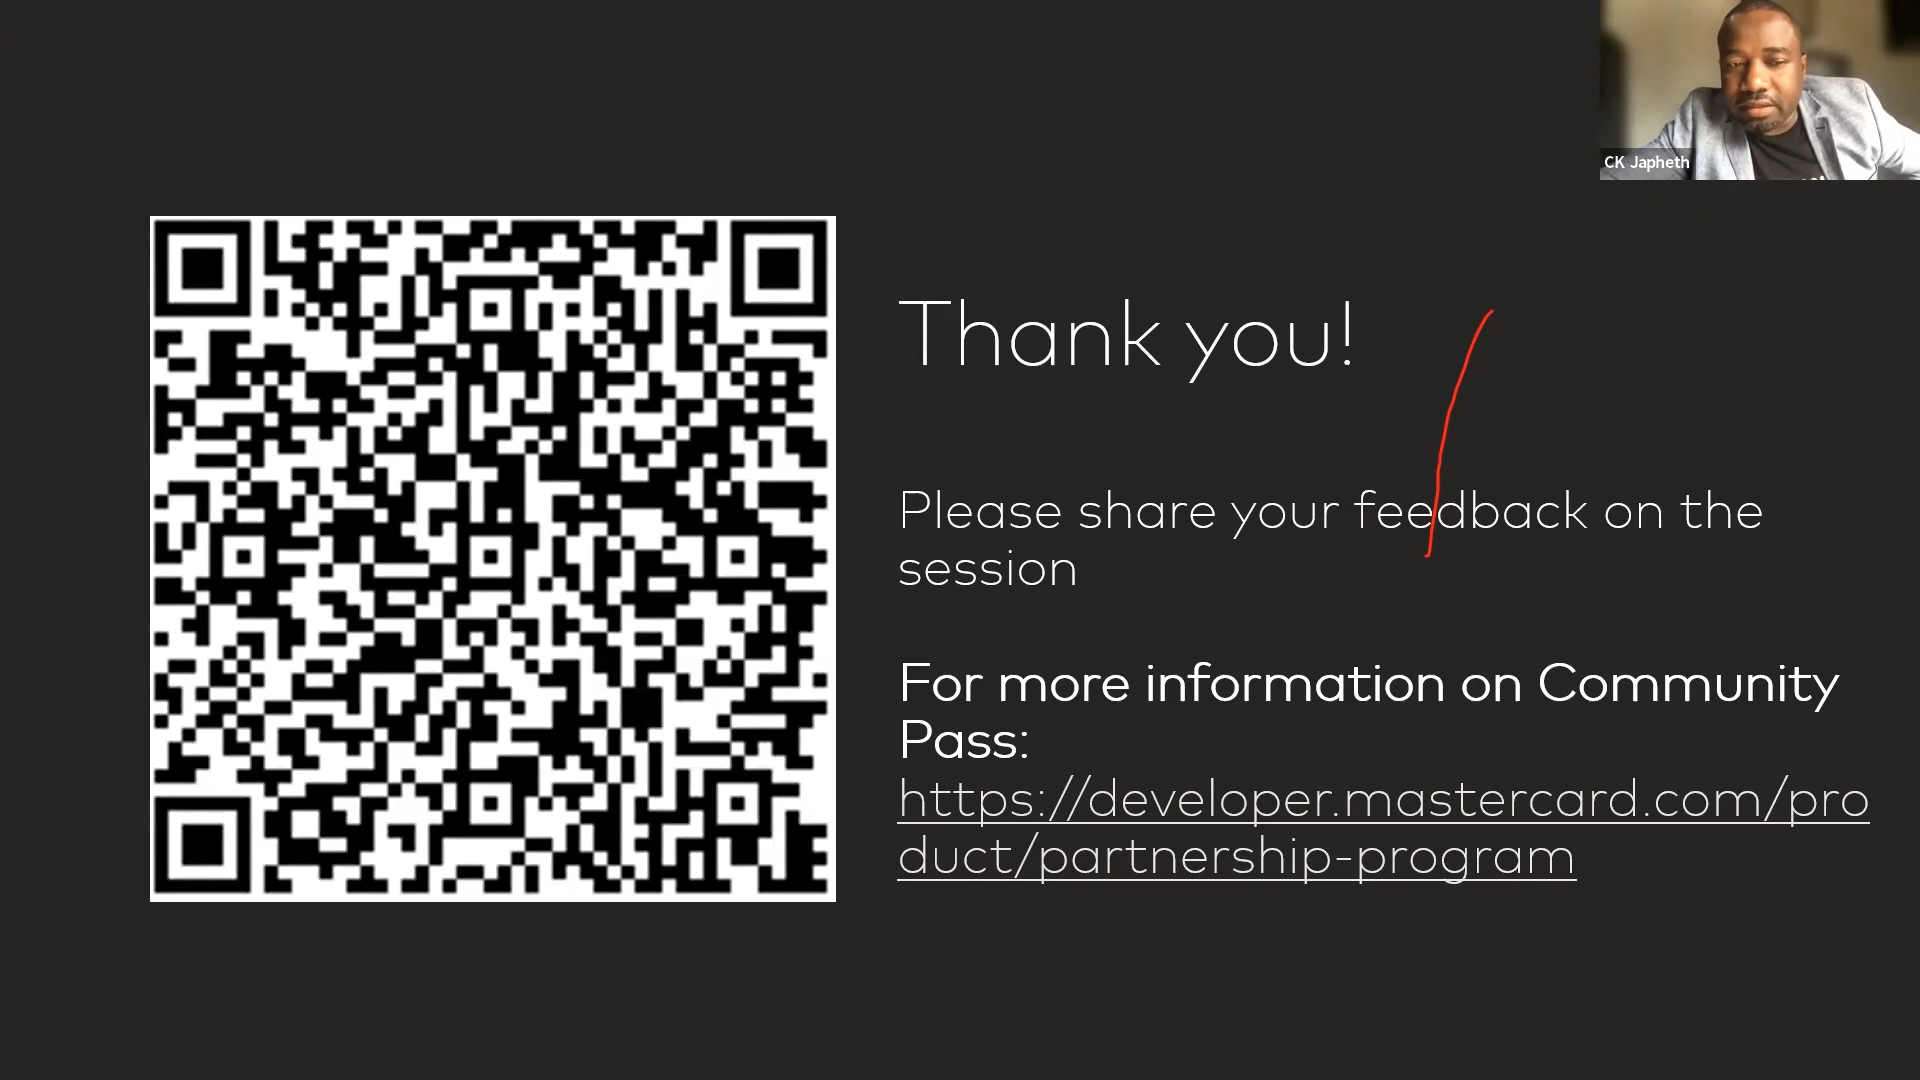 CK Japheth
Thank you!
Please share your feedback on the
session
For more information on Community
Pass:
https://developer.mastercard.com/pro
duct/partnership-program